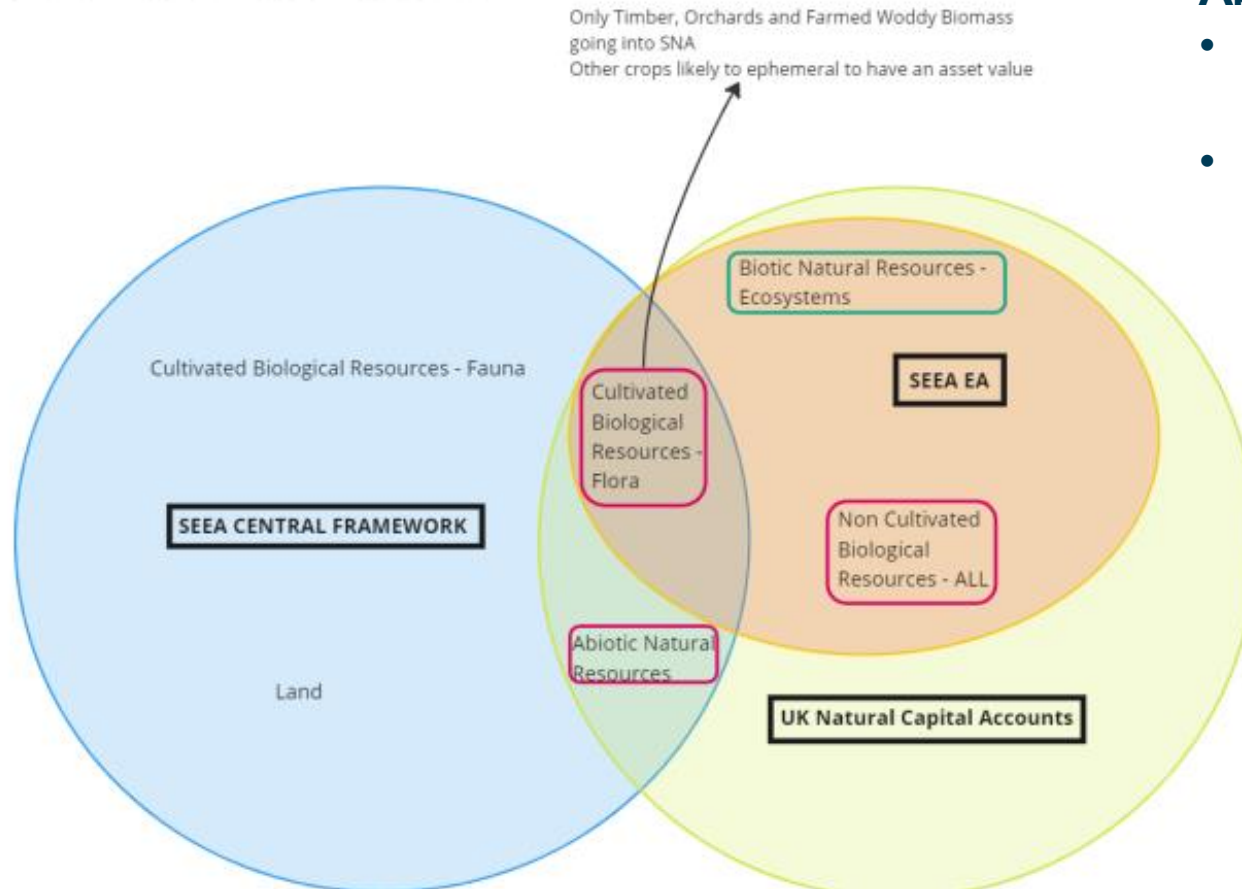 Only Timber, Orchards and Farmed Woddy Biomass
going into SNA
Other crops likely to ephemeral to have an asset value
Biotic Natural Resources -
Ecosystems
SEEA EA
Cultivated Biological Resources - Fauna
Cultivated
Biological
Resources -
Flora
SEEA CENTRAL FRAMEWORK
Non Cultivated
Biological
Resources - ALL
Abiotic Natural
Resources
Land
UK Natural Capital Accounts